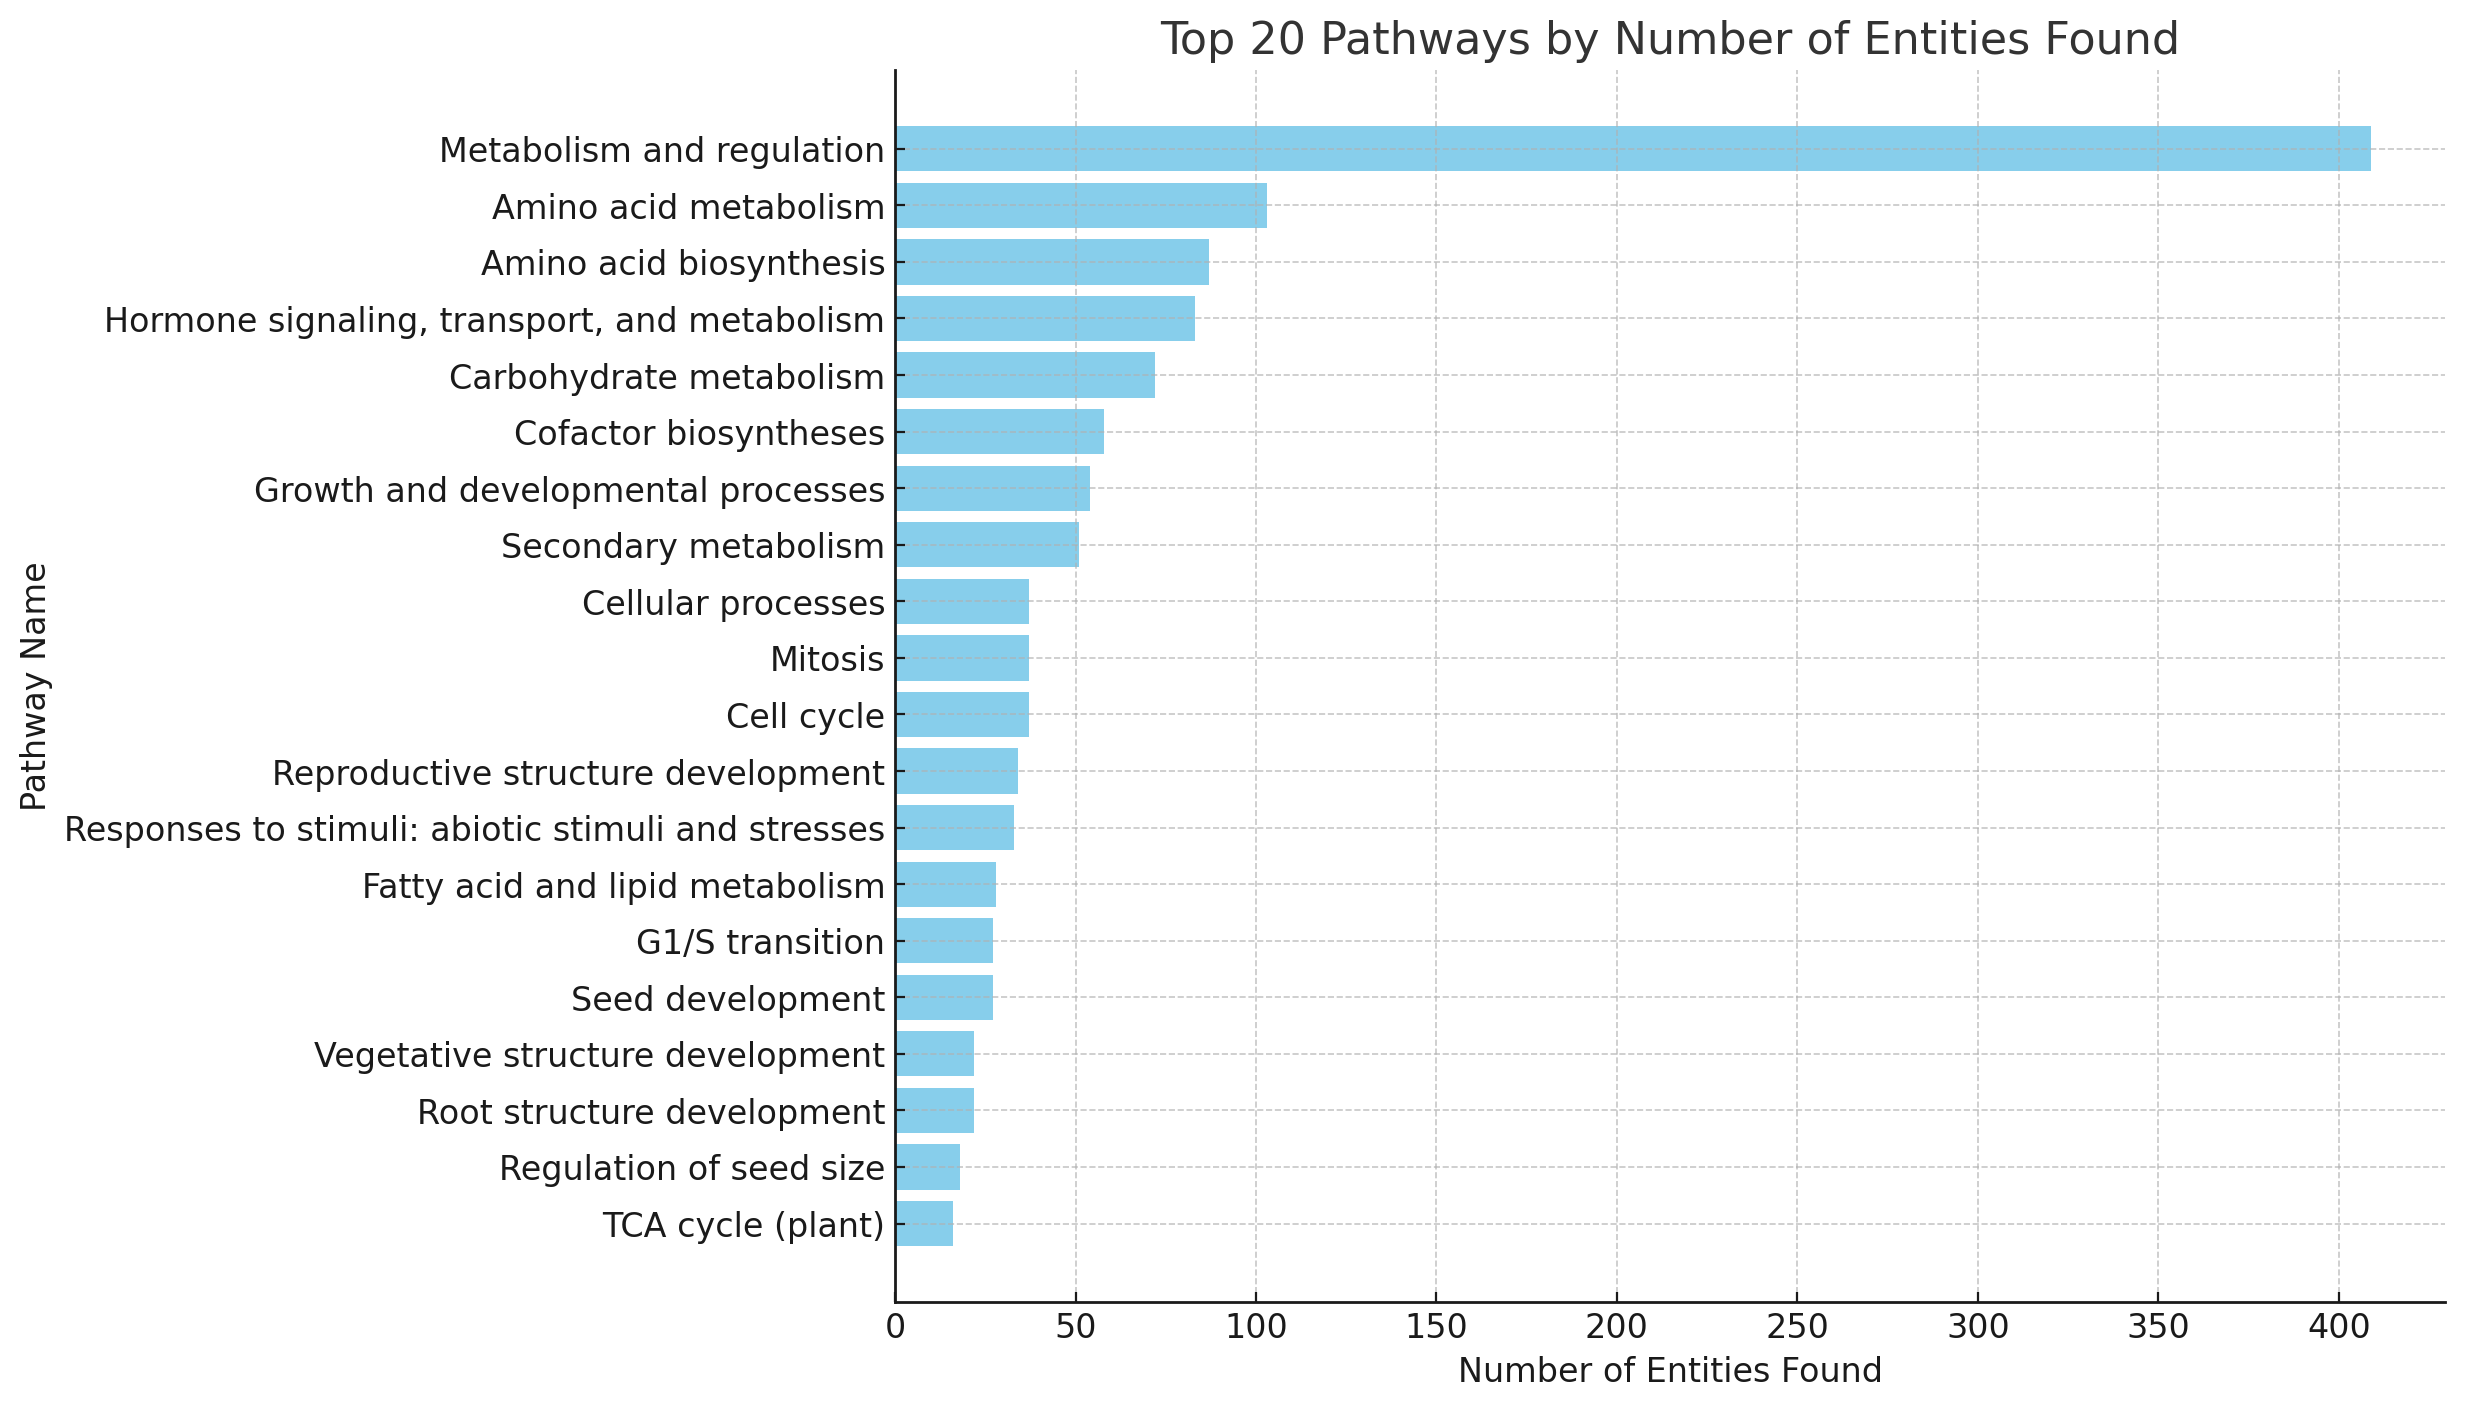 Top 20 Pathways by Number of Entities Found
Pathway Name
Metabolism and regulation
Amino acid metabolism
Amino acid biosynthesis
Hormone signaling, transport, and metabolism
Carbohydrate metabolism
Cofactor biosyntheses
Growth and developmental processes
Secondary metabolism
Cellular processes
Mitosis
Cell cycle
Reproductive structure development
Responses to stimuli: abiotic stimuli and stresses
Fatty acid and lipid metabolism
G1/S transition
Seed development
Vegetative structure development
Root structure development
Regulation of seed size
TCA cycle (plant)
0 50 100 150 200 250 300 350 400
Number of Entities Found